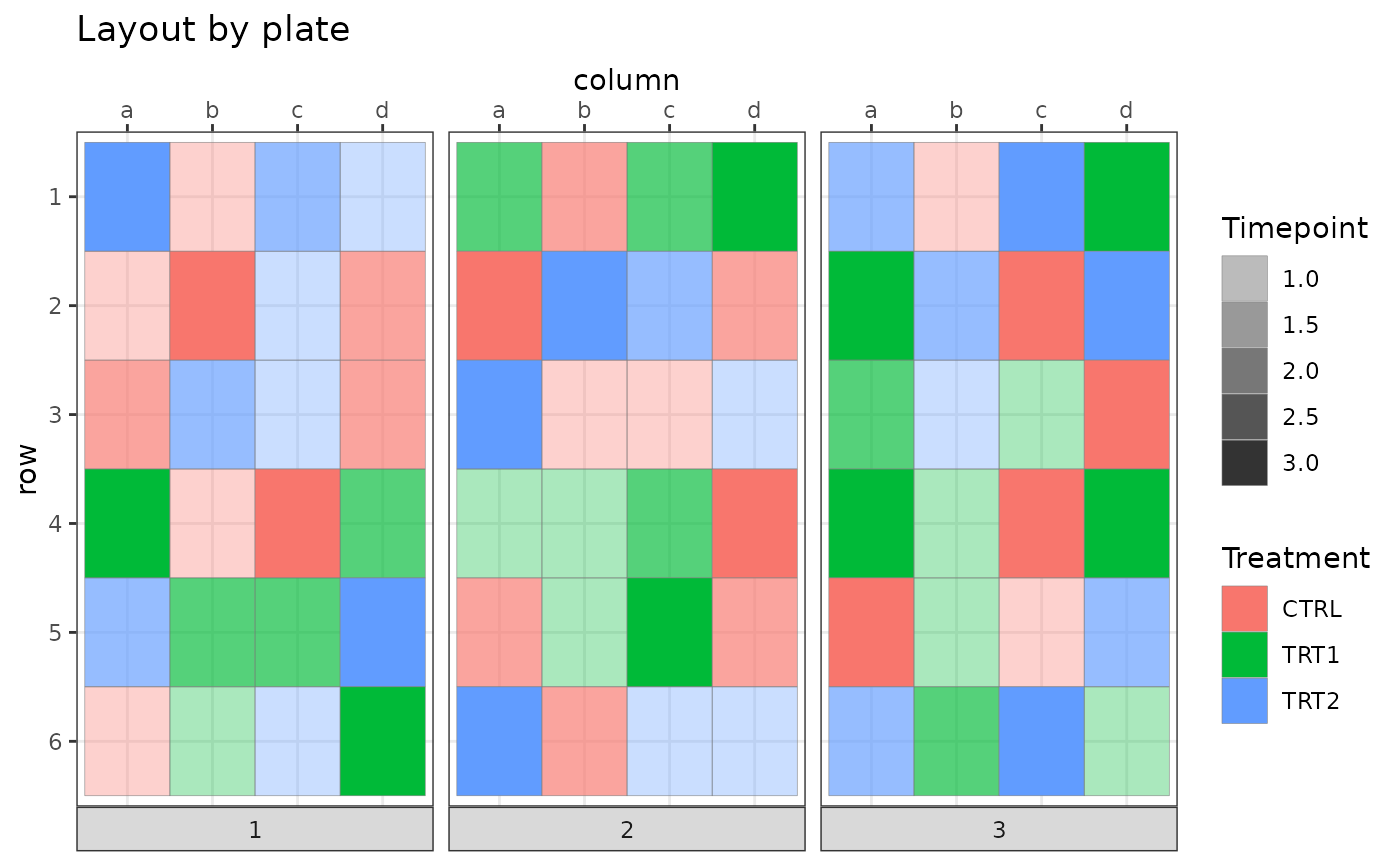 Layout by plate
column
a b c d a b c d a b c d
row
1
2
3
4
5
6
1 2 3
Timepoint
1.0
1.5
2.0
2.5
3.0
Treatment
CTRL
TRT1
TRT2